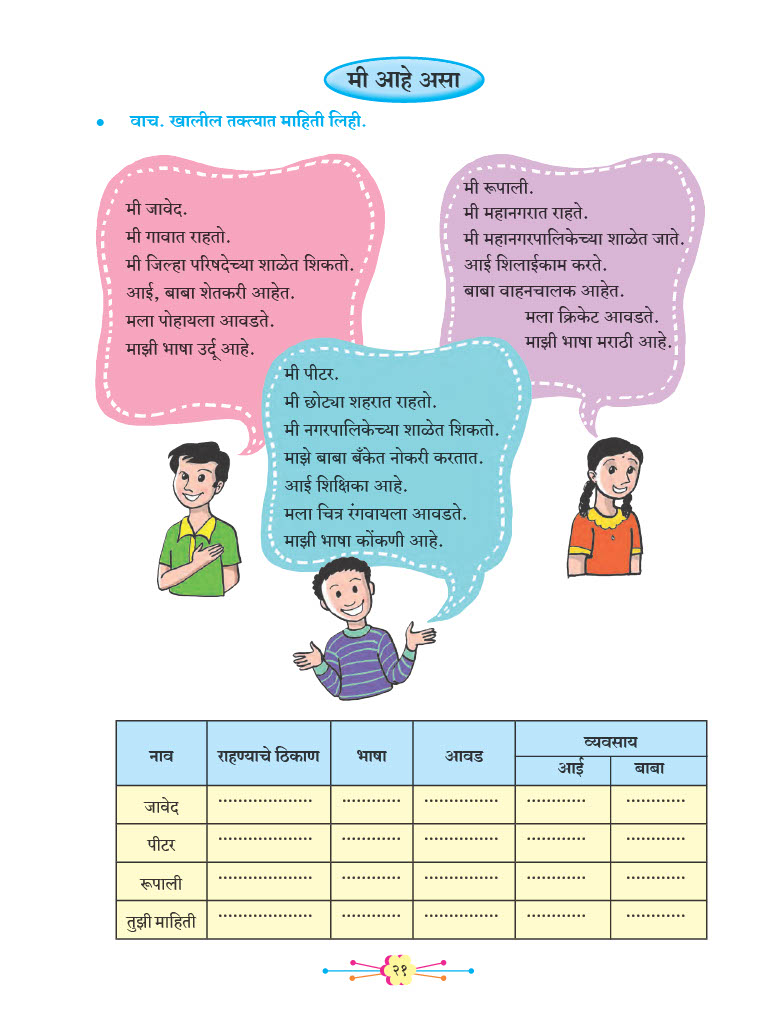 मी आहे असा
• वाच. खालील तक्त्यात माहिती लिही.
मी जावेद.
मी गावात राहतो.
मी जिल्हा परिषदेच्या शाळेत शिकतो.
आई, बाबा शेतकरी आहेत.
मला पोहायला आवडते.
माझी भाषा उर्दू आहे.
मी रूपाली.
मी महानगरात राहते.
मी महानगरपालिकेच्या शाळेत जाते.
आई शिलाईकाम करते.
बाबा वाहनचालक आहेत.
मला क्रिकेट आवडते.
माझी भाषा मराठी आहे.
मी पीटर.
मी छोट्या शहरात राहतो.
मी नगरपालिकेच्या शाळेत शिकतो.
माझे बाबा बँकेत नोकरी करतात.
आई शिक्षिका आहे.
मला चित्र रंगवायला आवडते.
माझी भाषा कोंकणी आहे.
नाव राहण्याचे ठिकाण भाषा आवड व्यवसाय
आई बाबा
जावेद ................... ............ ............... ............ ............
पीटर ................... ............ ............... ............ ............
रूपाली ................... ............ ............... ............ ............
तुझी माहिती ................... ............ ............... ............ ............
२१